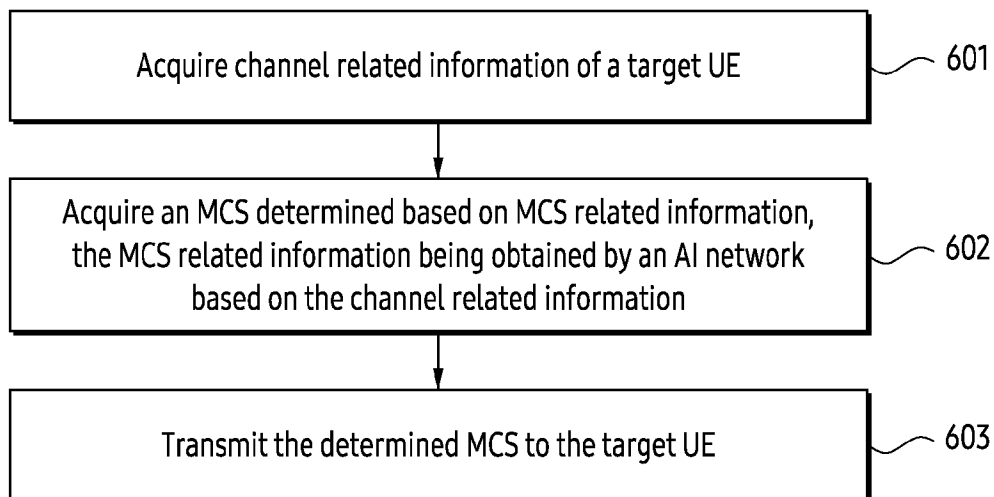 Acquire channel related information of a target UE
601
Acquire an MCS determined based on MCS related information,
the MCS related information being obtained by an AI network
based on the channel related information
602
Transmit the determined MCS to the target UE
603